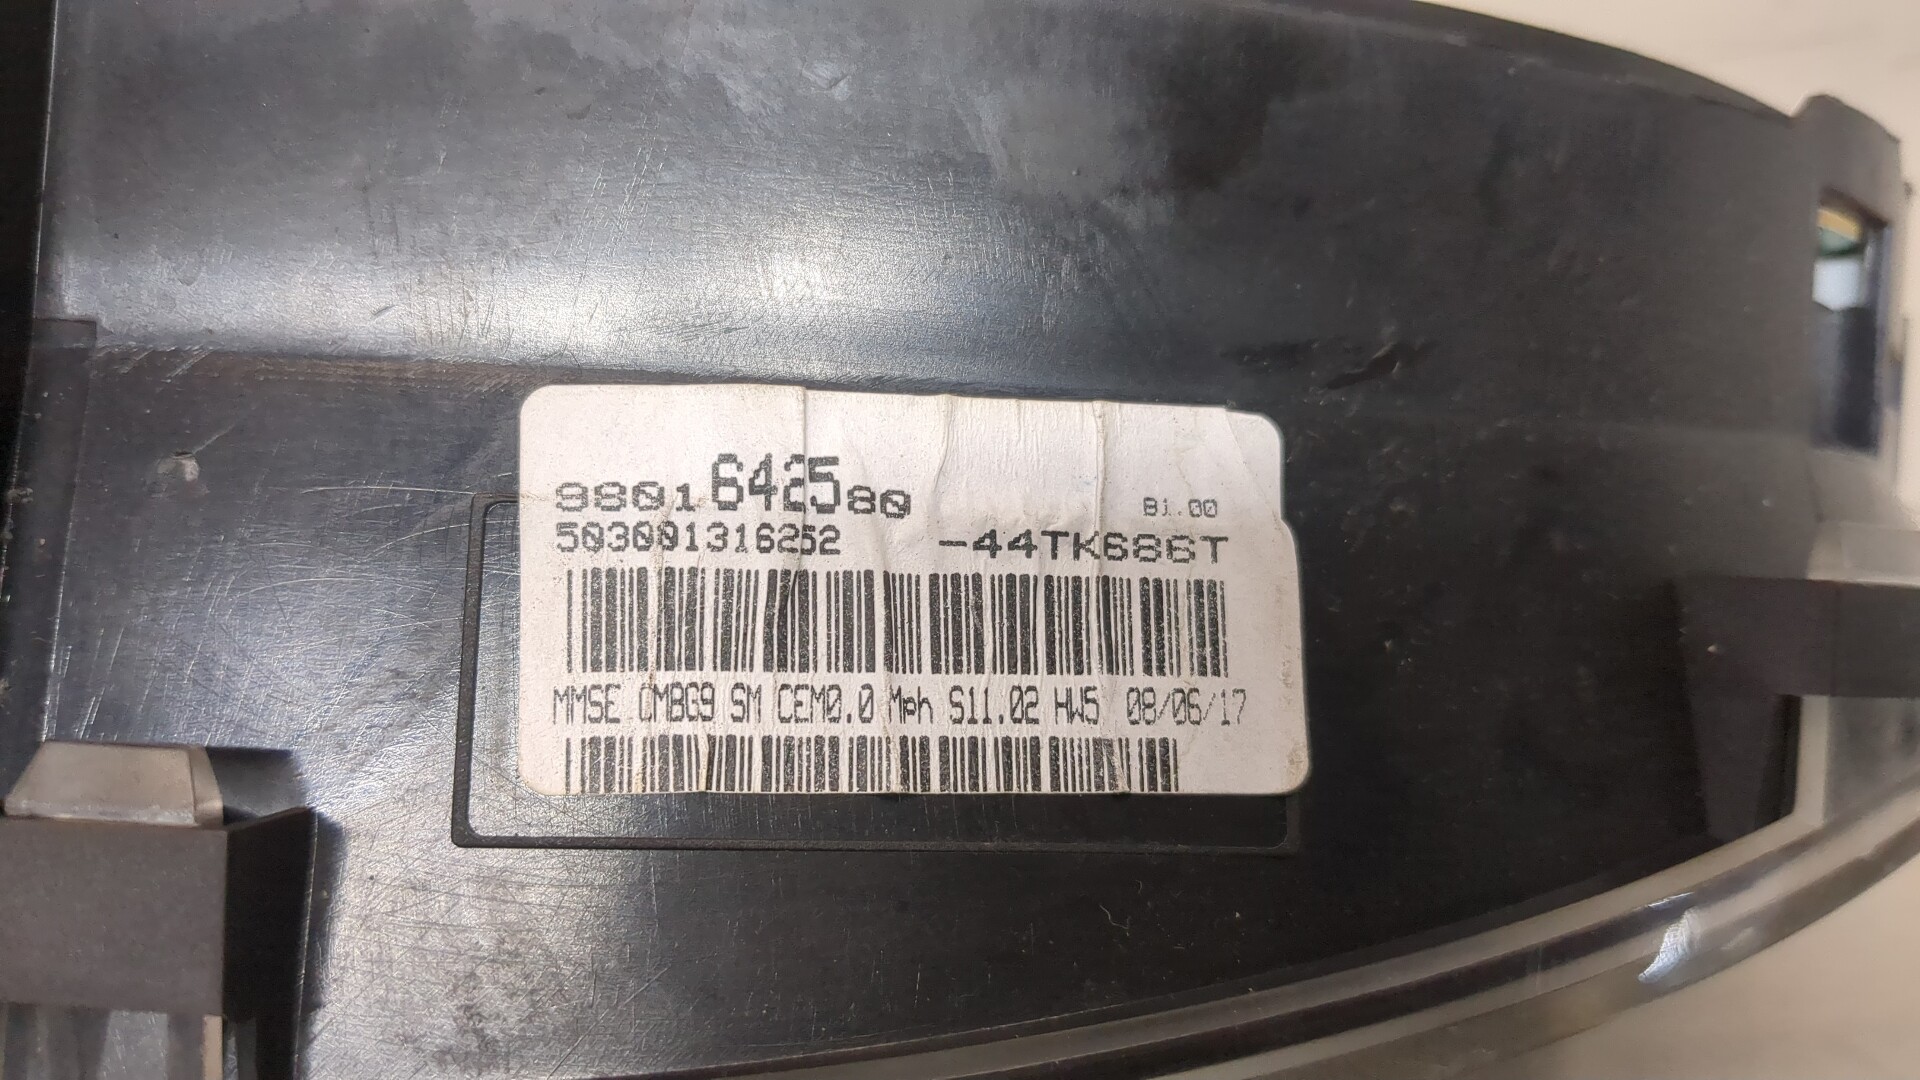 9801642580
B1.00
503001316252 -44TK686T
MMSE CMBG9 SM CEM0.0 Mph S11.02 HW5 08/06/17